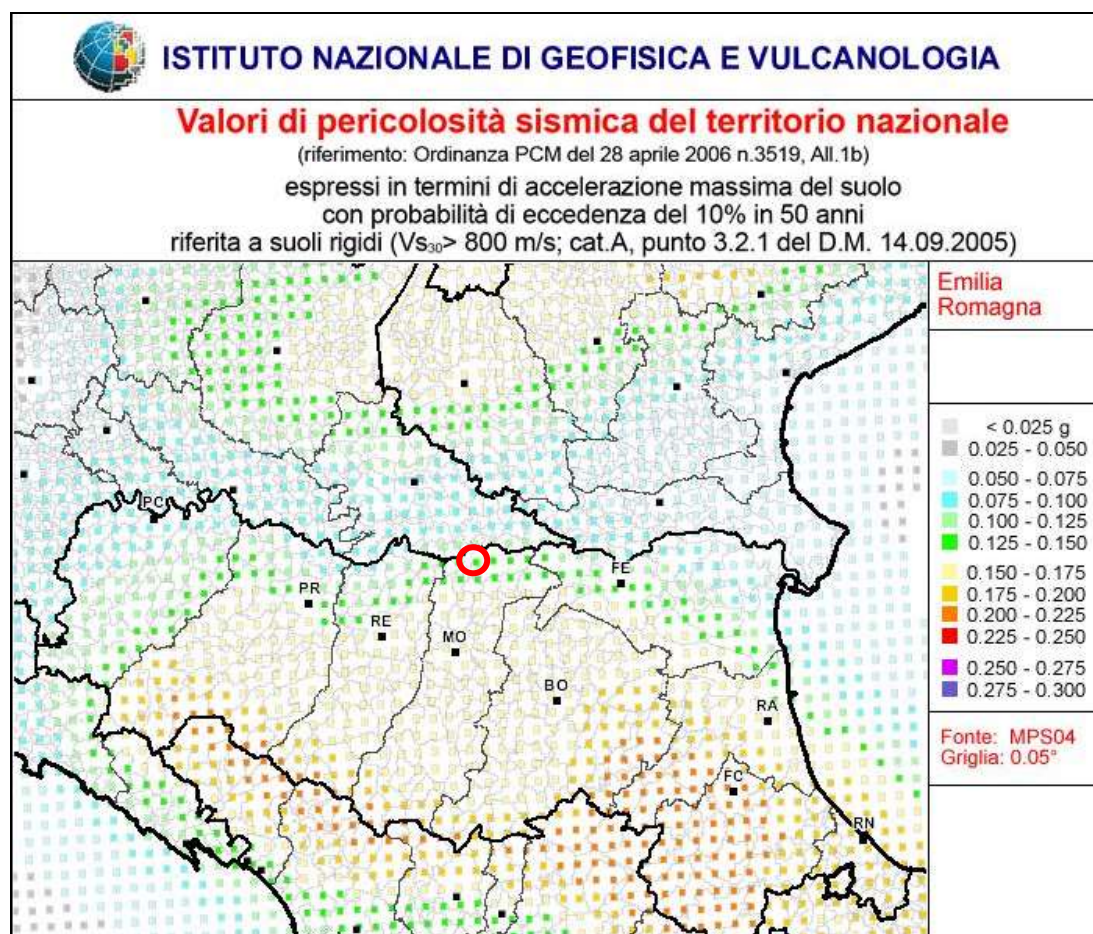 ISTITUTO NAZIONALE DI GEOFISICA E VULCANOLOGIA
Valori di pericolosità sismica del territorio nazionale
(riferimento: Ordinanza PCM del 28 aprile 2006 n.3519, All.1b)
espressi in termini di accelerazione massima del suolo
con probabilità di eccedenza del 10% in 50 anni
riferita a suoli rigidi (Vs₃₀> 800 m/s; cat.A, punto 3.2.1 del D.M. 14.09.2005)
Emilia
Romagna
< 0.025 g
0.025 - 0.050
0.050 - 0.075
0.075 - 0.100
0.100 - 0.125
0.125 - 0.150
0.150 - 0.175
0.175 - 0.200
0.200 - 0.225
0.225 - 0.250
0.250 - 0.275
0.275 - 0.300
Fonte: MPS04
Griglia: 0.05°
PC
PR
RE
MO
FE
BO
RA
FC
RN